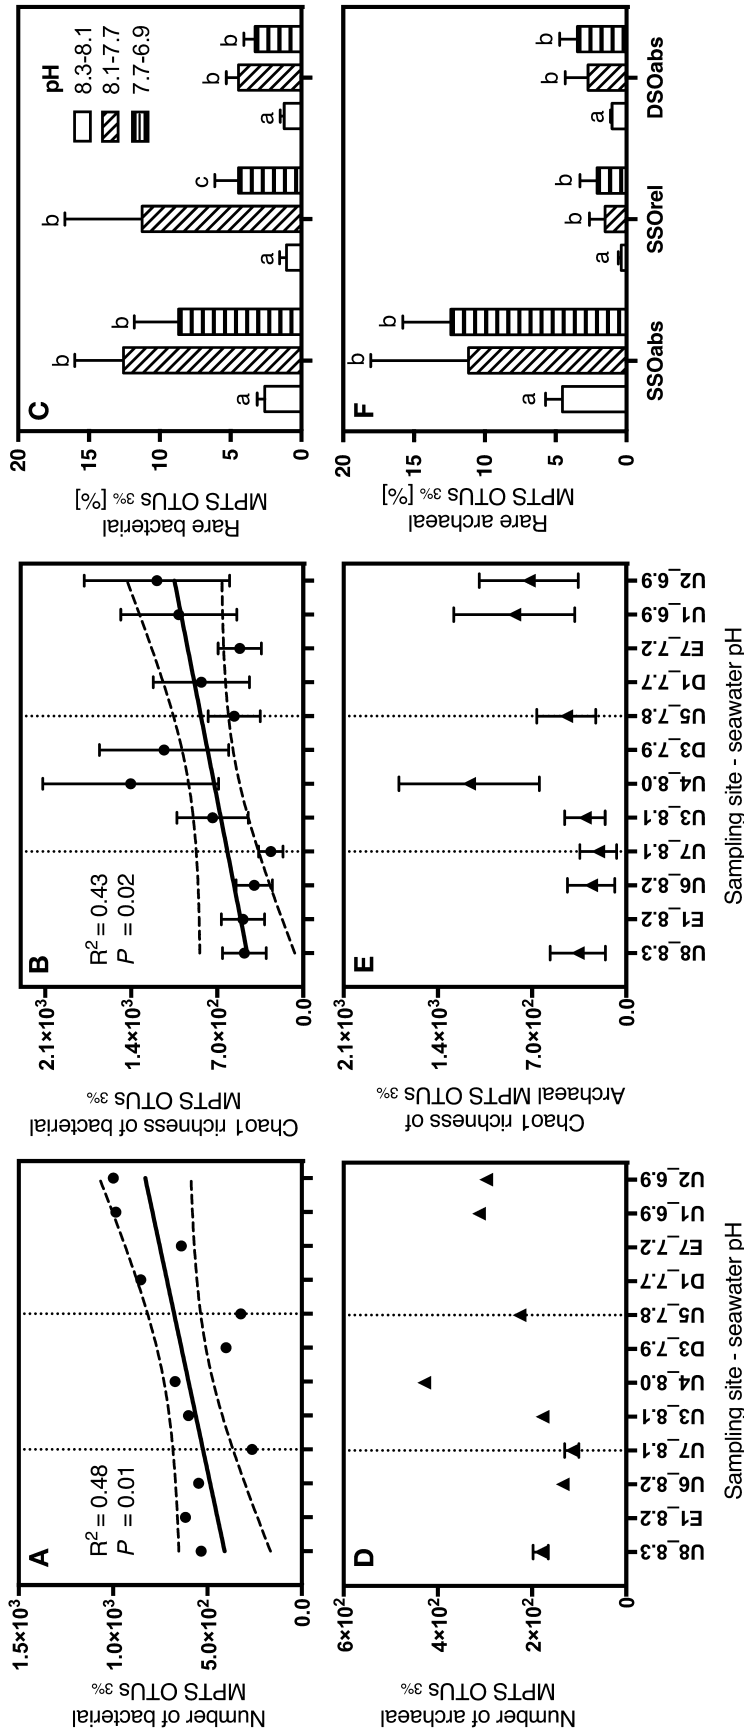 A
R² = 0.48
P = 0.01
Number of bacterial
MPTS OTUs 3%
1.5×10³
1.0×10³
5.0×10²
0.0
B
R² = 0.43
P = 0.02
Chao1 richness of bacterial
MPTS OTUs 3%
2.1×10³
1.4×10³
7.0×10²
0.0
C
pH
8.3-8.1
8.1-7.7
7.7-6.9
Rare bacterial
MPTS OTUs 3% [%]
20
15
10
5
0
a b b a b c a b b
D
Number of archaeal
MPTS OTUs 3%
6×10²
4×10²
2×10²
0
U8_8.3 E1_8.2 U6_8.2 U7_8.1 U3_8.1 U4_8.0 D3_7.9 U5_7.8 D1_7.7 E7_7.2 U1_6.9 U2_6.9
Sampling site - seawater pH
E
Chao1 richness of
Archaeal MPTS OTUs 3%
2.1×10³
1.4×10³
7.0×10²
0.0
U8_8.3 E1_8.2 U6_8.2 U7_8.1 U3_8.1 U4_8.0 D3_7.9 U5_7.8 D1_7.7 E7_7.2 U1_6.9 U2_6.9
Sampling site - seawater pH
F
Rare archaeal
MPTS OTUs 3% [%]
20
15
10
5
0
a b b a b b a b b
SSOabs SSOrel DSOabs